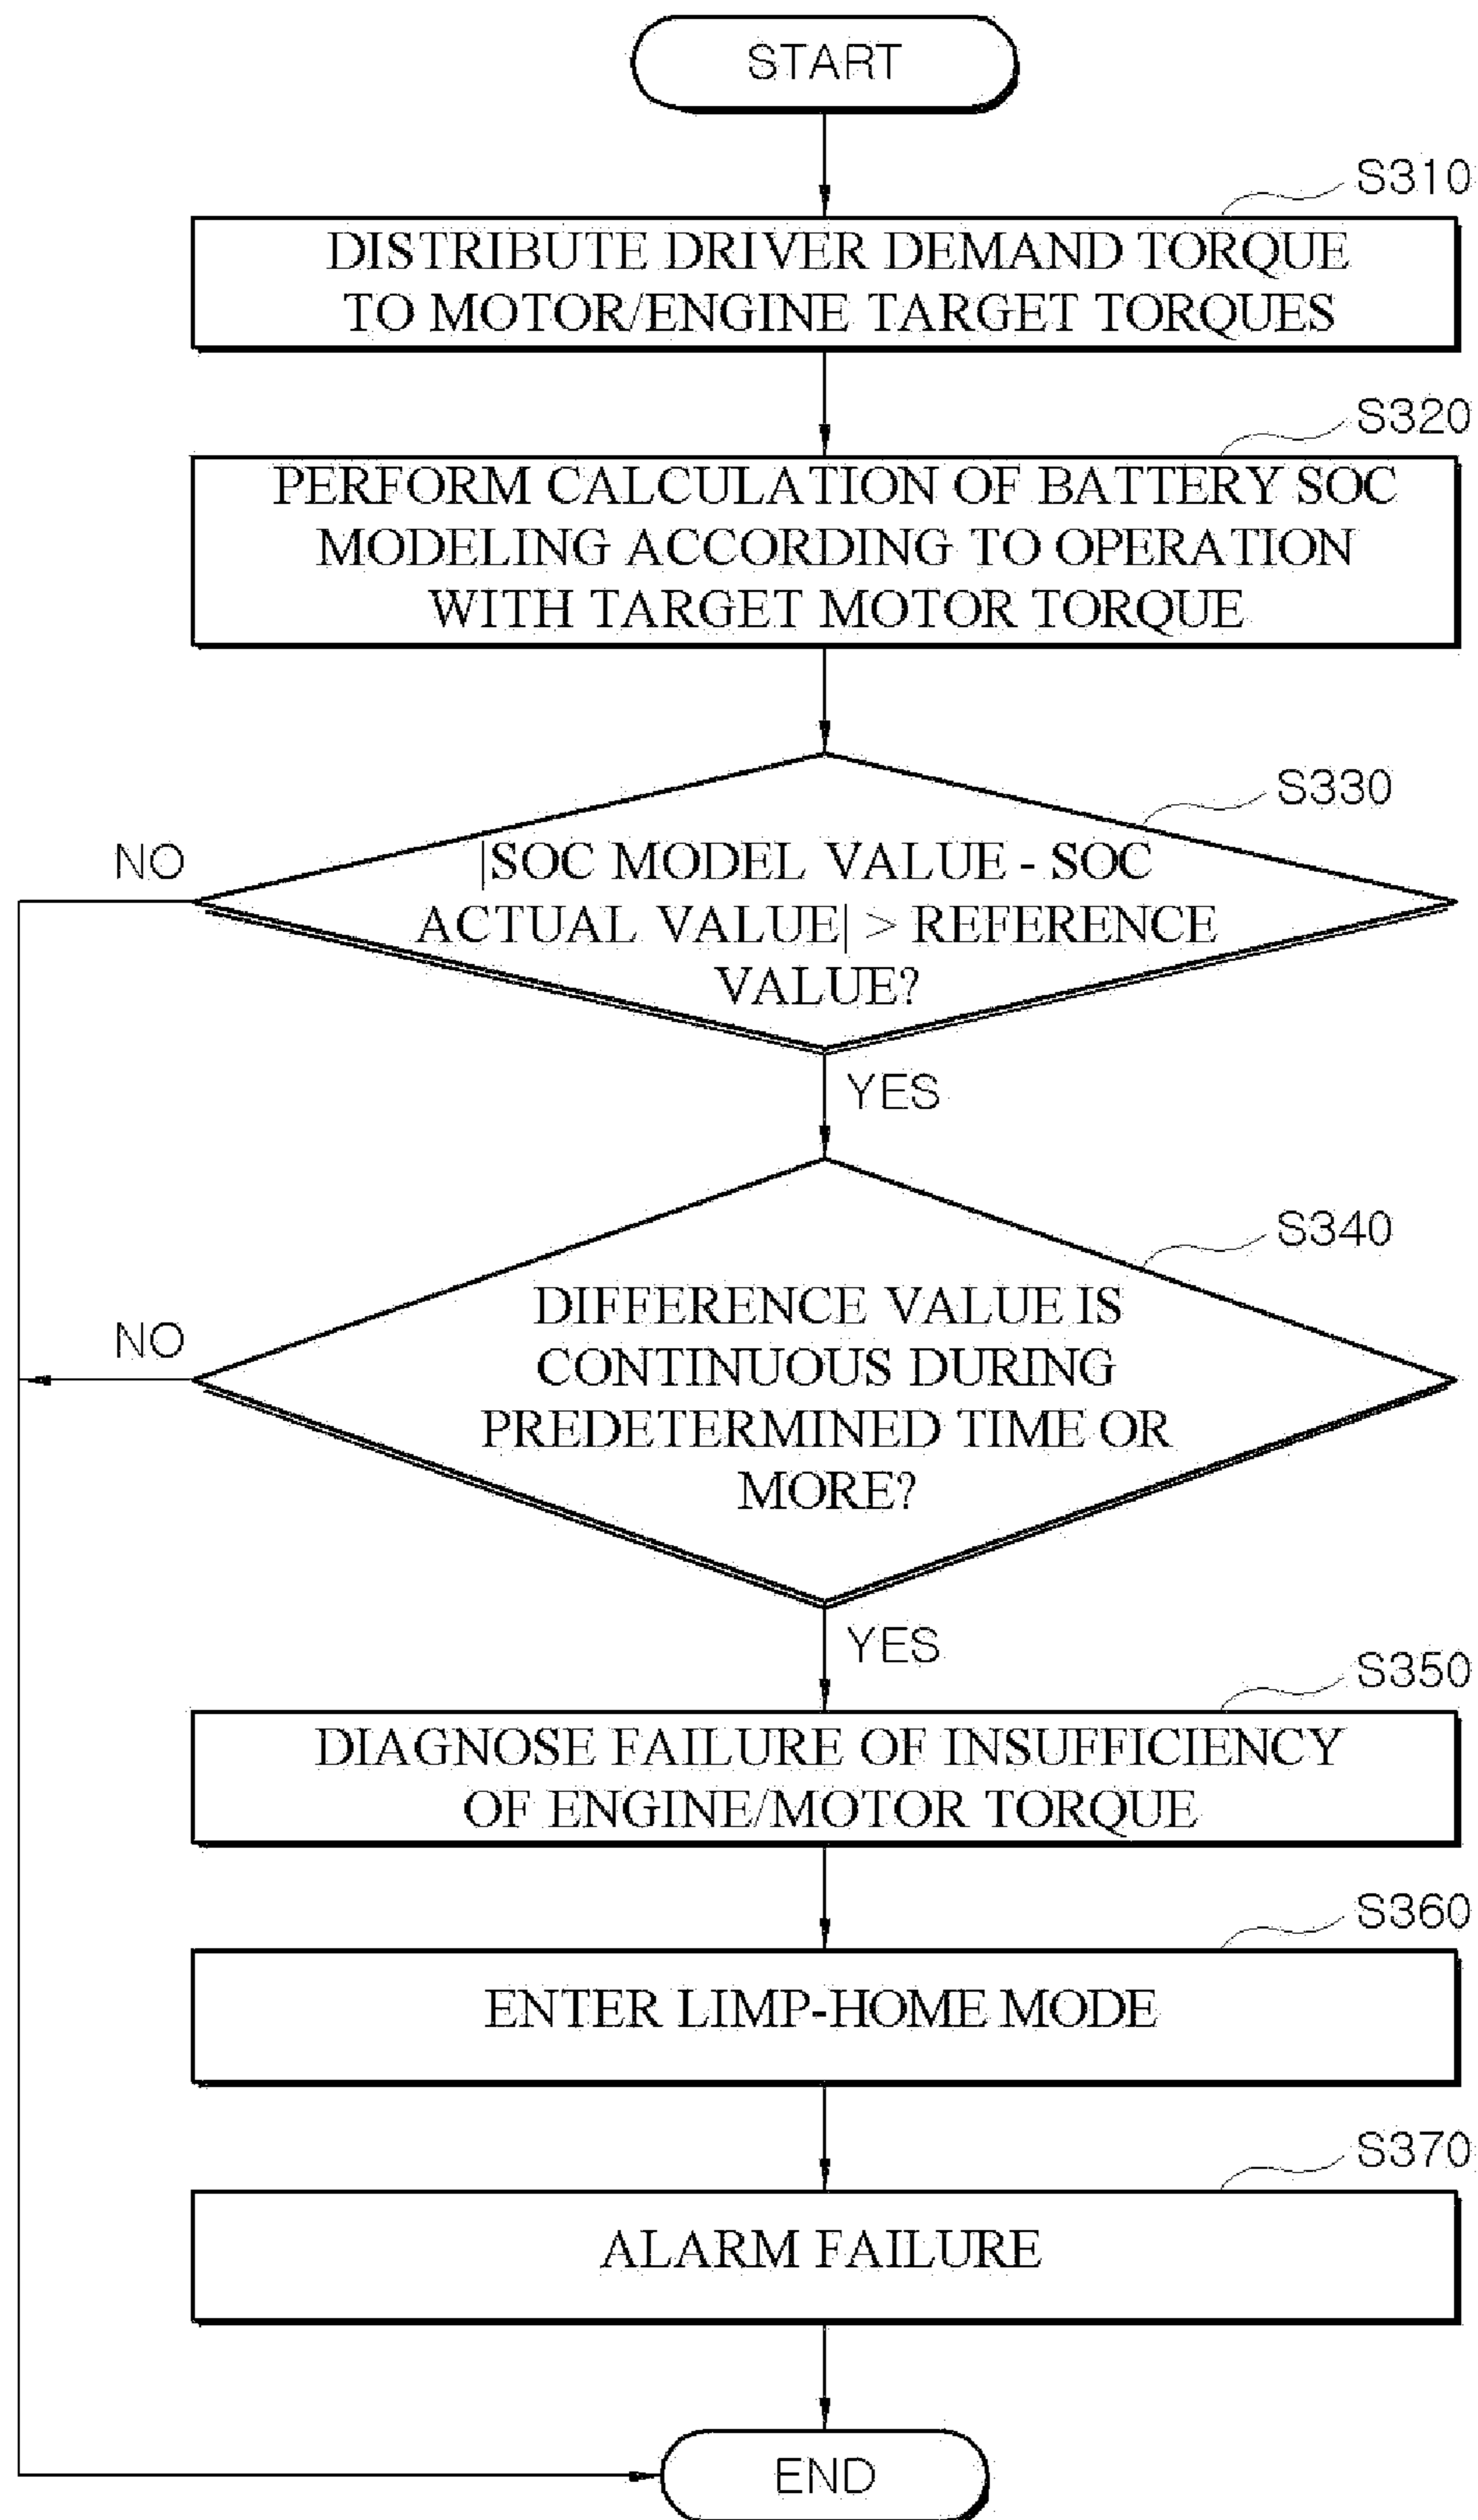 START
S310
DISTRIBUTE DRIVER DEMAND TORQUE
TO MOTOR/ENGINE TARGET TORQUES
S320
PERFORM CALCULATION OF BATTERY SOC
MODELING ACCORDING TO OPERATION
WITH TARGET MOTOR TORQUE
S330
NO
|SOC MODEL VALUE - SOC
ACTUAL VALUE| > REFERENCE
VALUE?
YES
S340
NO
DIFFERENCE VALUE IS
CONTINUOUS DURING
PREDETERMINED TIME OR
MORE?
YES
S350
DIAGNOSE FAILURE OF INSUFFICIENCY
OF ENGINE/MOTOR TORQUE
S360
ENTER LIMP-HOME MODE
S370
ALARM FAILURE
END